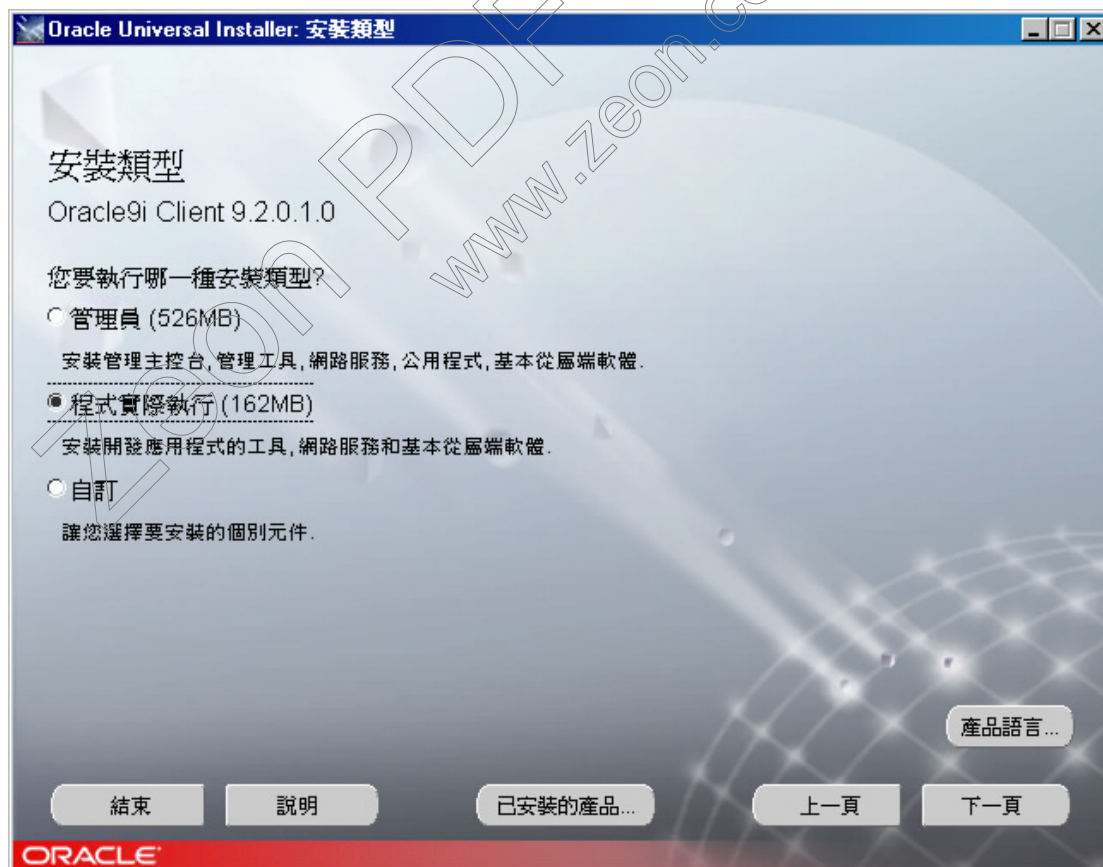 Oracle Universal Installer: 安裝類型
安裝類型
Oracle9i Client 9.2.0.1.0
您要執行哪一種安裝類型?
管理員 (526MB)
安裝管理主控台,管理工具,網路服務,公用程式,基本從屬端軟體.
程式實際執行 (162MB)
安裝開發應用程式的工具,網路服務和基本從屬端軟體.
自訂
讓您選擇要安裝的個別元件.
產品語言...
結束
說明
已安裝的產品...
上一頁
下一頁
ORACLE
Zeon PDF
www.zeon.co